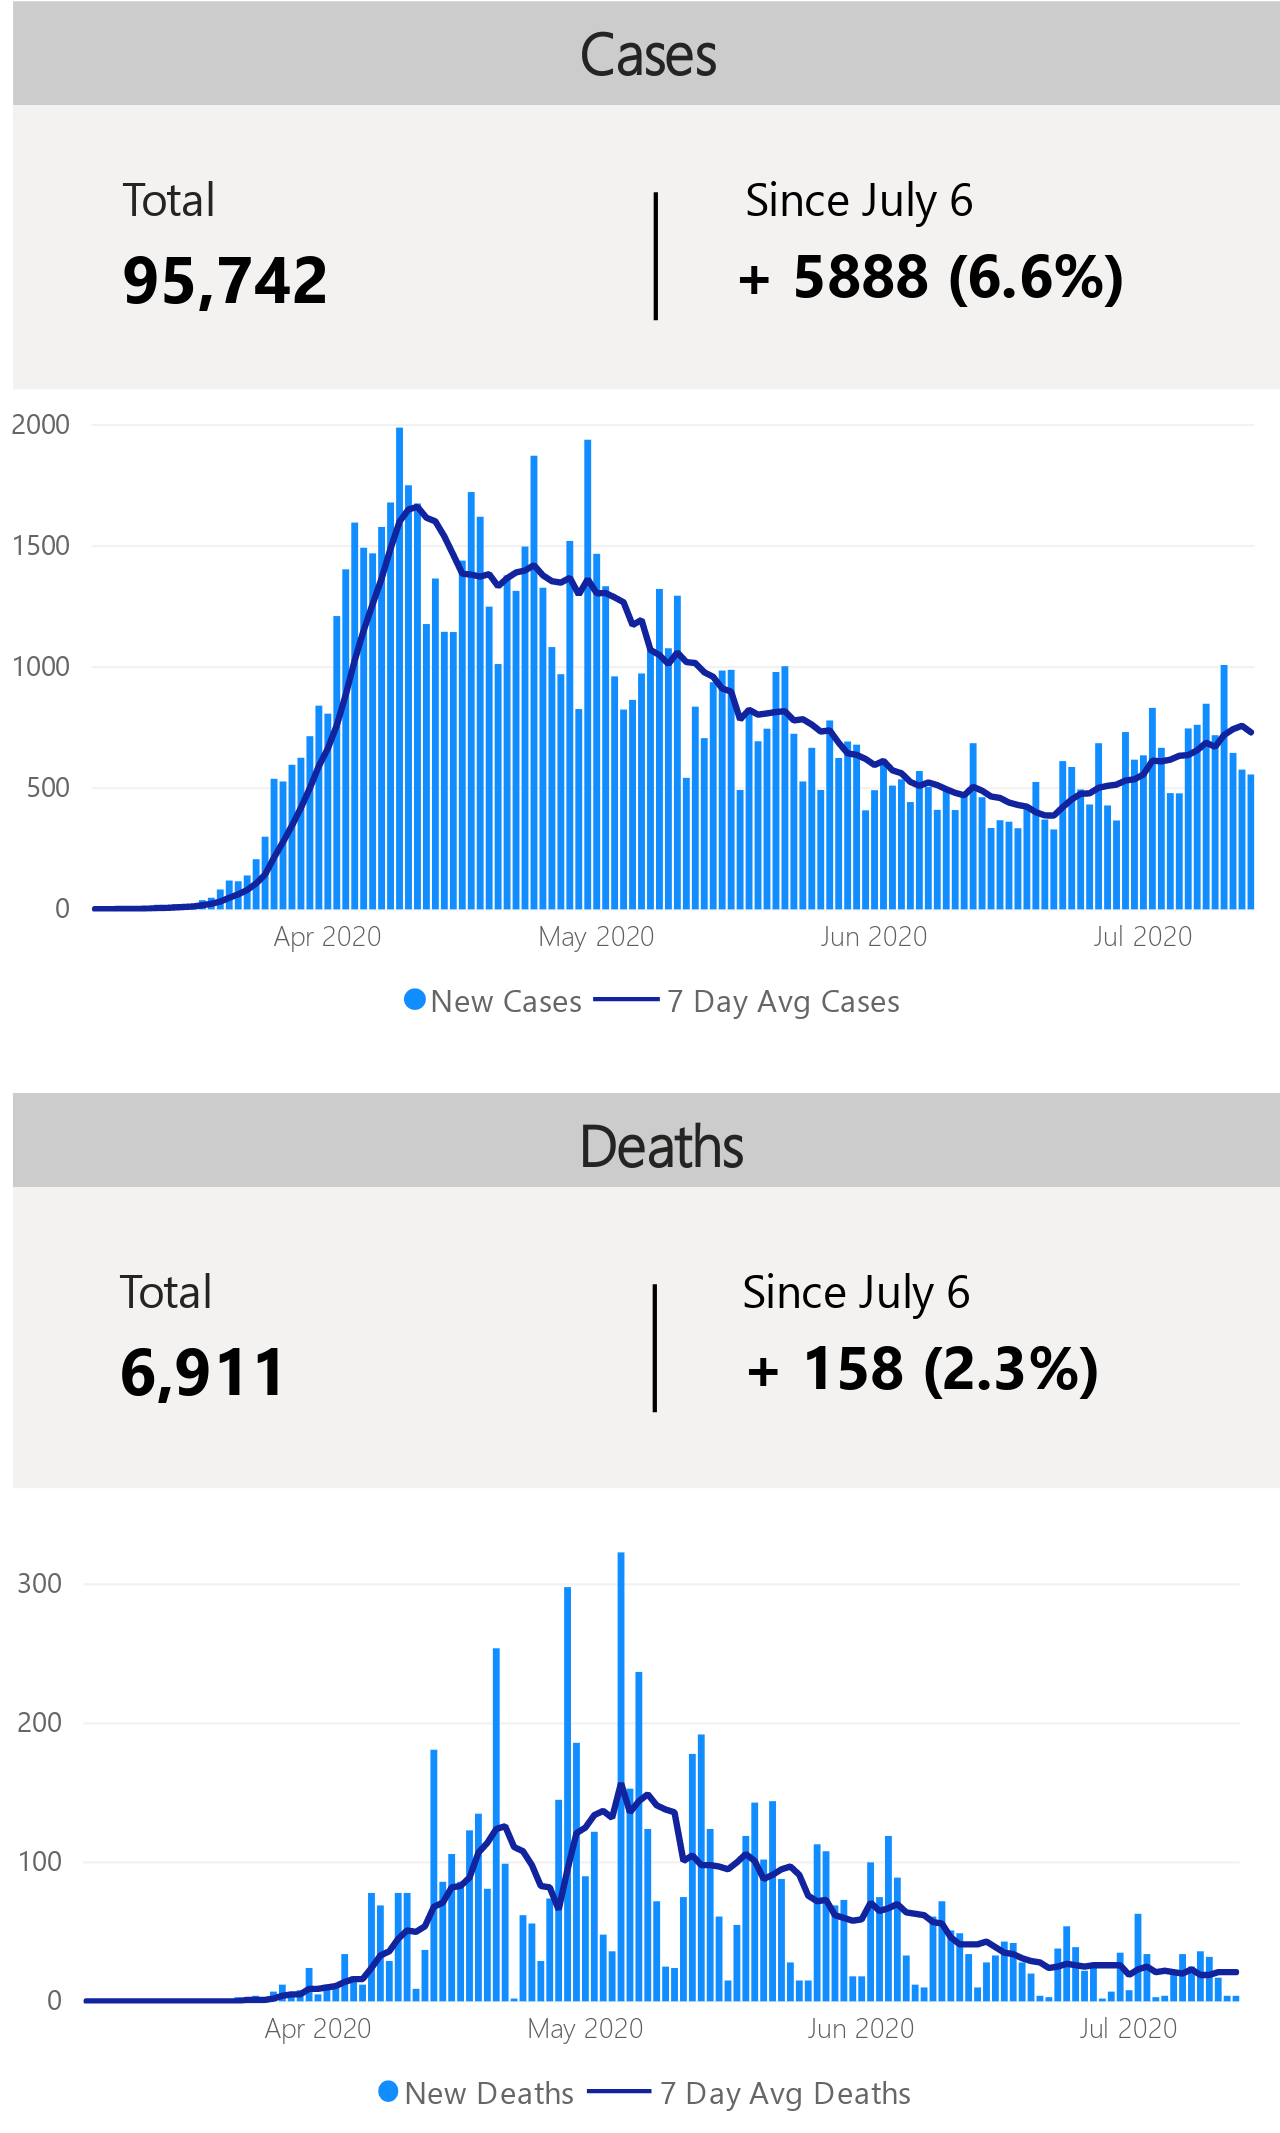 Cases
Total
Since July 6
95,742
+ 5888 (6.6%)
2000
1500
1000
500
0
Apr 2020
May 2020
Jun 2020
Jul 2020
New Cases
7 Day Avg Cases
Deaths
Total
Since July 6
6,911
+ 158 (2.3%)
300
200
100
0
Apr 2020
May 2020
Jun 2020
Jul 2020
New Deaths
7 Day Avg Deaths